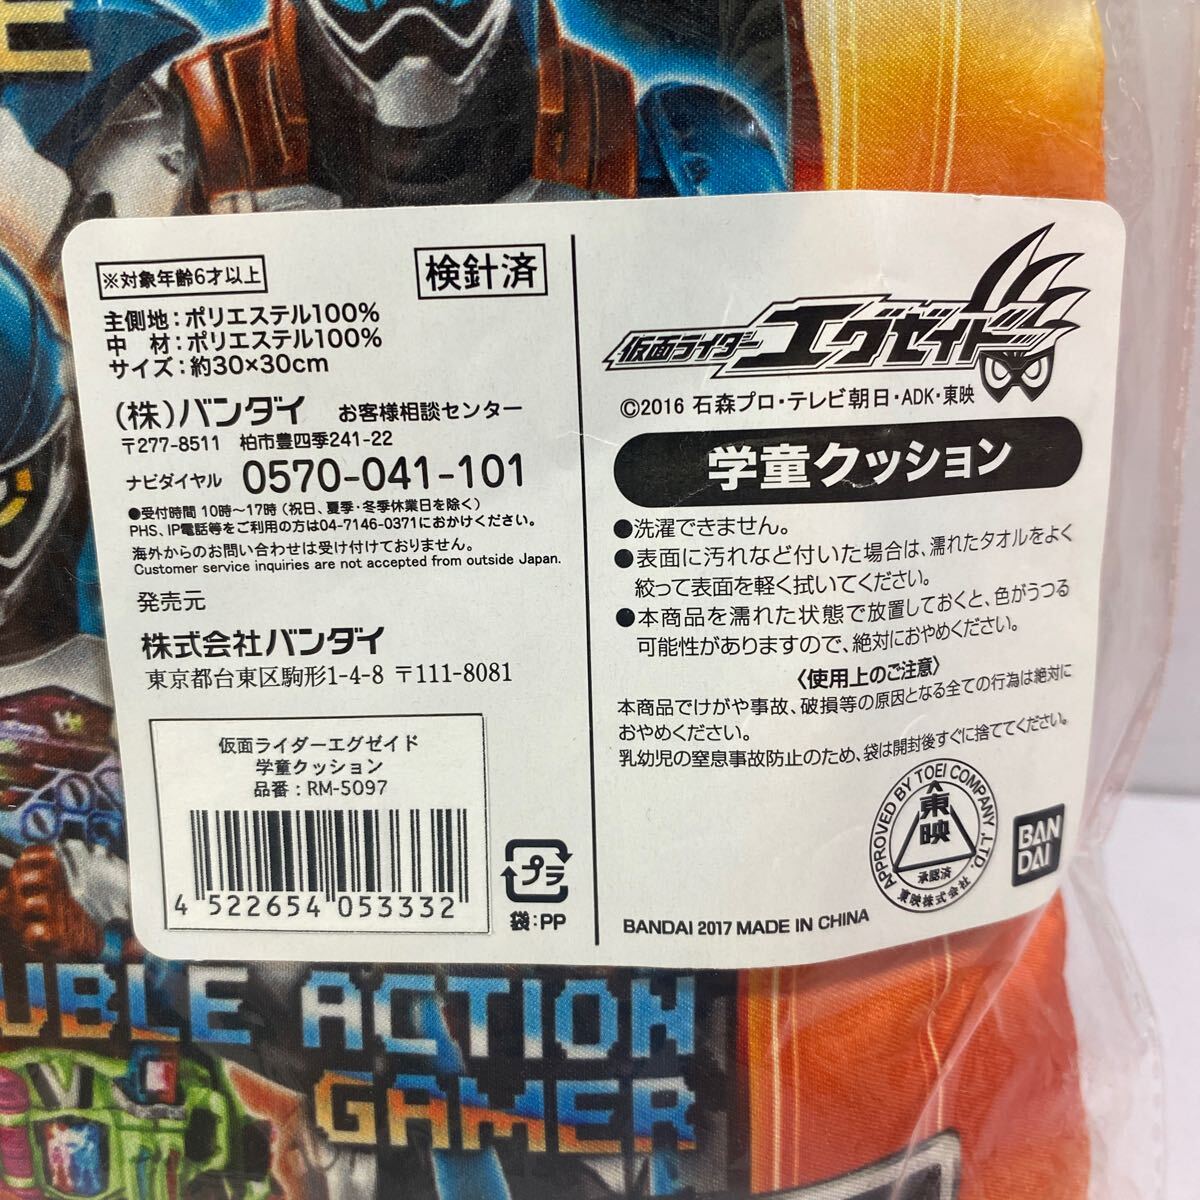 E
※対象年齢6才以上
検針済
主側地：ポリエステル100%
中　材：ポリエステル100%
サイズ：約30×30cm
(株)バンダイ　お客様相談センター
〒277-8511　柏市豊四季241-22
ナビダイヤル　0570-041-101
●受付時間 10時～17時 (祝日、夏季・冬季休業日を除く)
PHS、IP電話等をご利用の方は04-7146-0371におかけください。
海外からのお問い合わせは受け付けておりません。
Customer service inquiries are not accepted from outside Japan.
発売元
株式会社バンダイ
東京都台東区駒形1-4-8 〒111-8081
仮面ライダーエグゼイド
学童クッション
品番：RM-5097
4 522654 053332
プラ
袋：PP
仮面ライダーエグゼイド
©2016 石森プロ・テレビ朝日・ADK・東映
学童クッション
●洗濯できません。
●表面に汚れなど付いた場合は、濡れたタオルをよく
絞って表面を軽く拭いてください。
●本商品を濡れた状態で放置しておくと、色がうつる
可能性がありますので、絶対におやめください。
〈使用上のご注意〉
本商品でけがや事故、破損等の原因となる全ての行為は絶対に
おやめください。
乳幼児の窒息事故防止のため、袋は開封後すぐに捨ててください。
APPROVED BY TOEI COMPANY,LTD.
東映
承認済
東映株式会社
BAN
DAI
BANDAI 2017 MADE IN CHINA
UBLE ACTION
GAMER